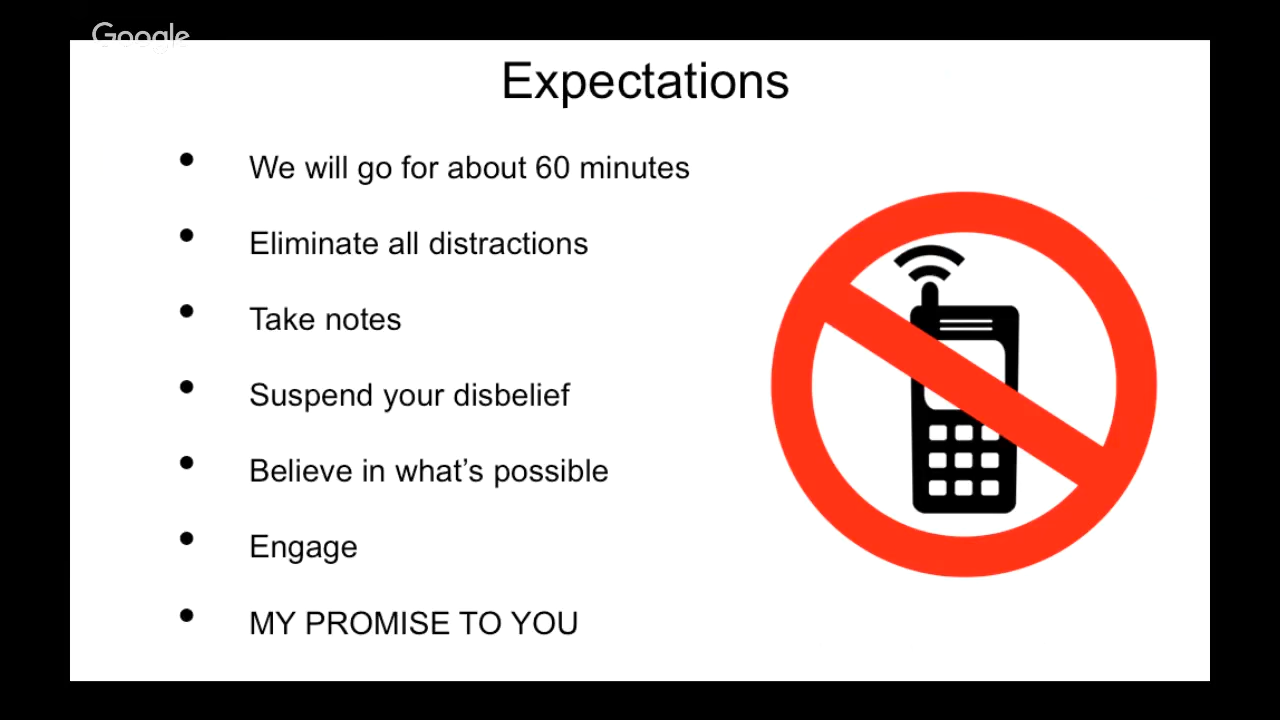 Google
Expectations
• We will go for about 60 minutes
• Eliminate all distractions
• Take notes
• Suspend your disbelief
• Believe in what’s possible
• Engage
• MY PROMISE TO YOU